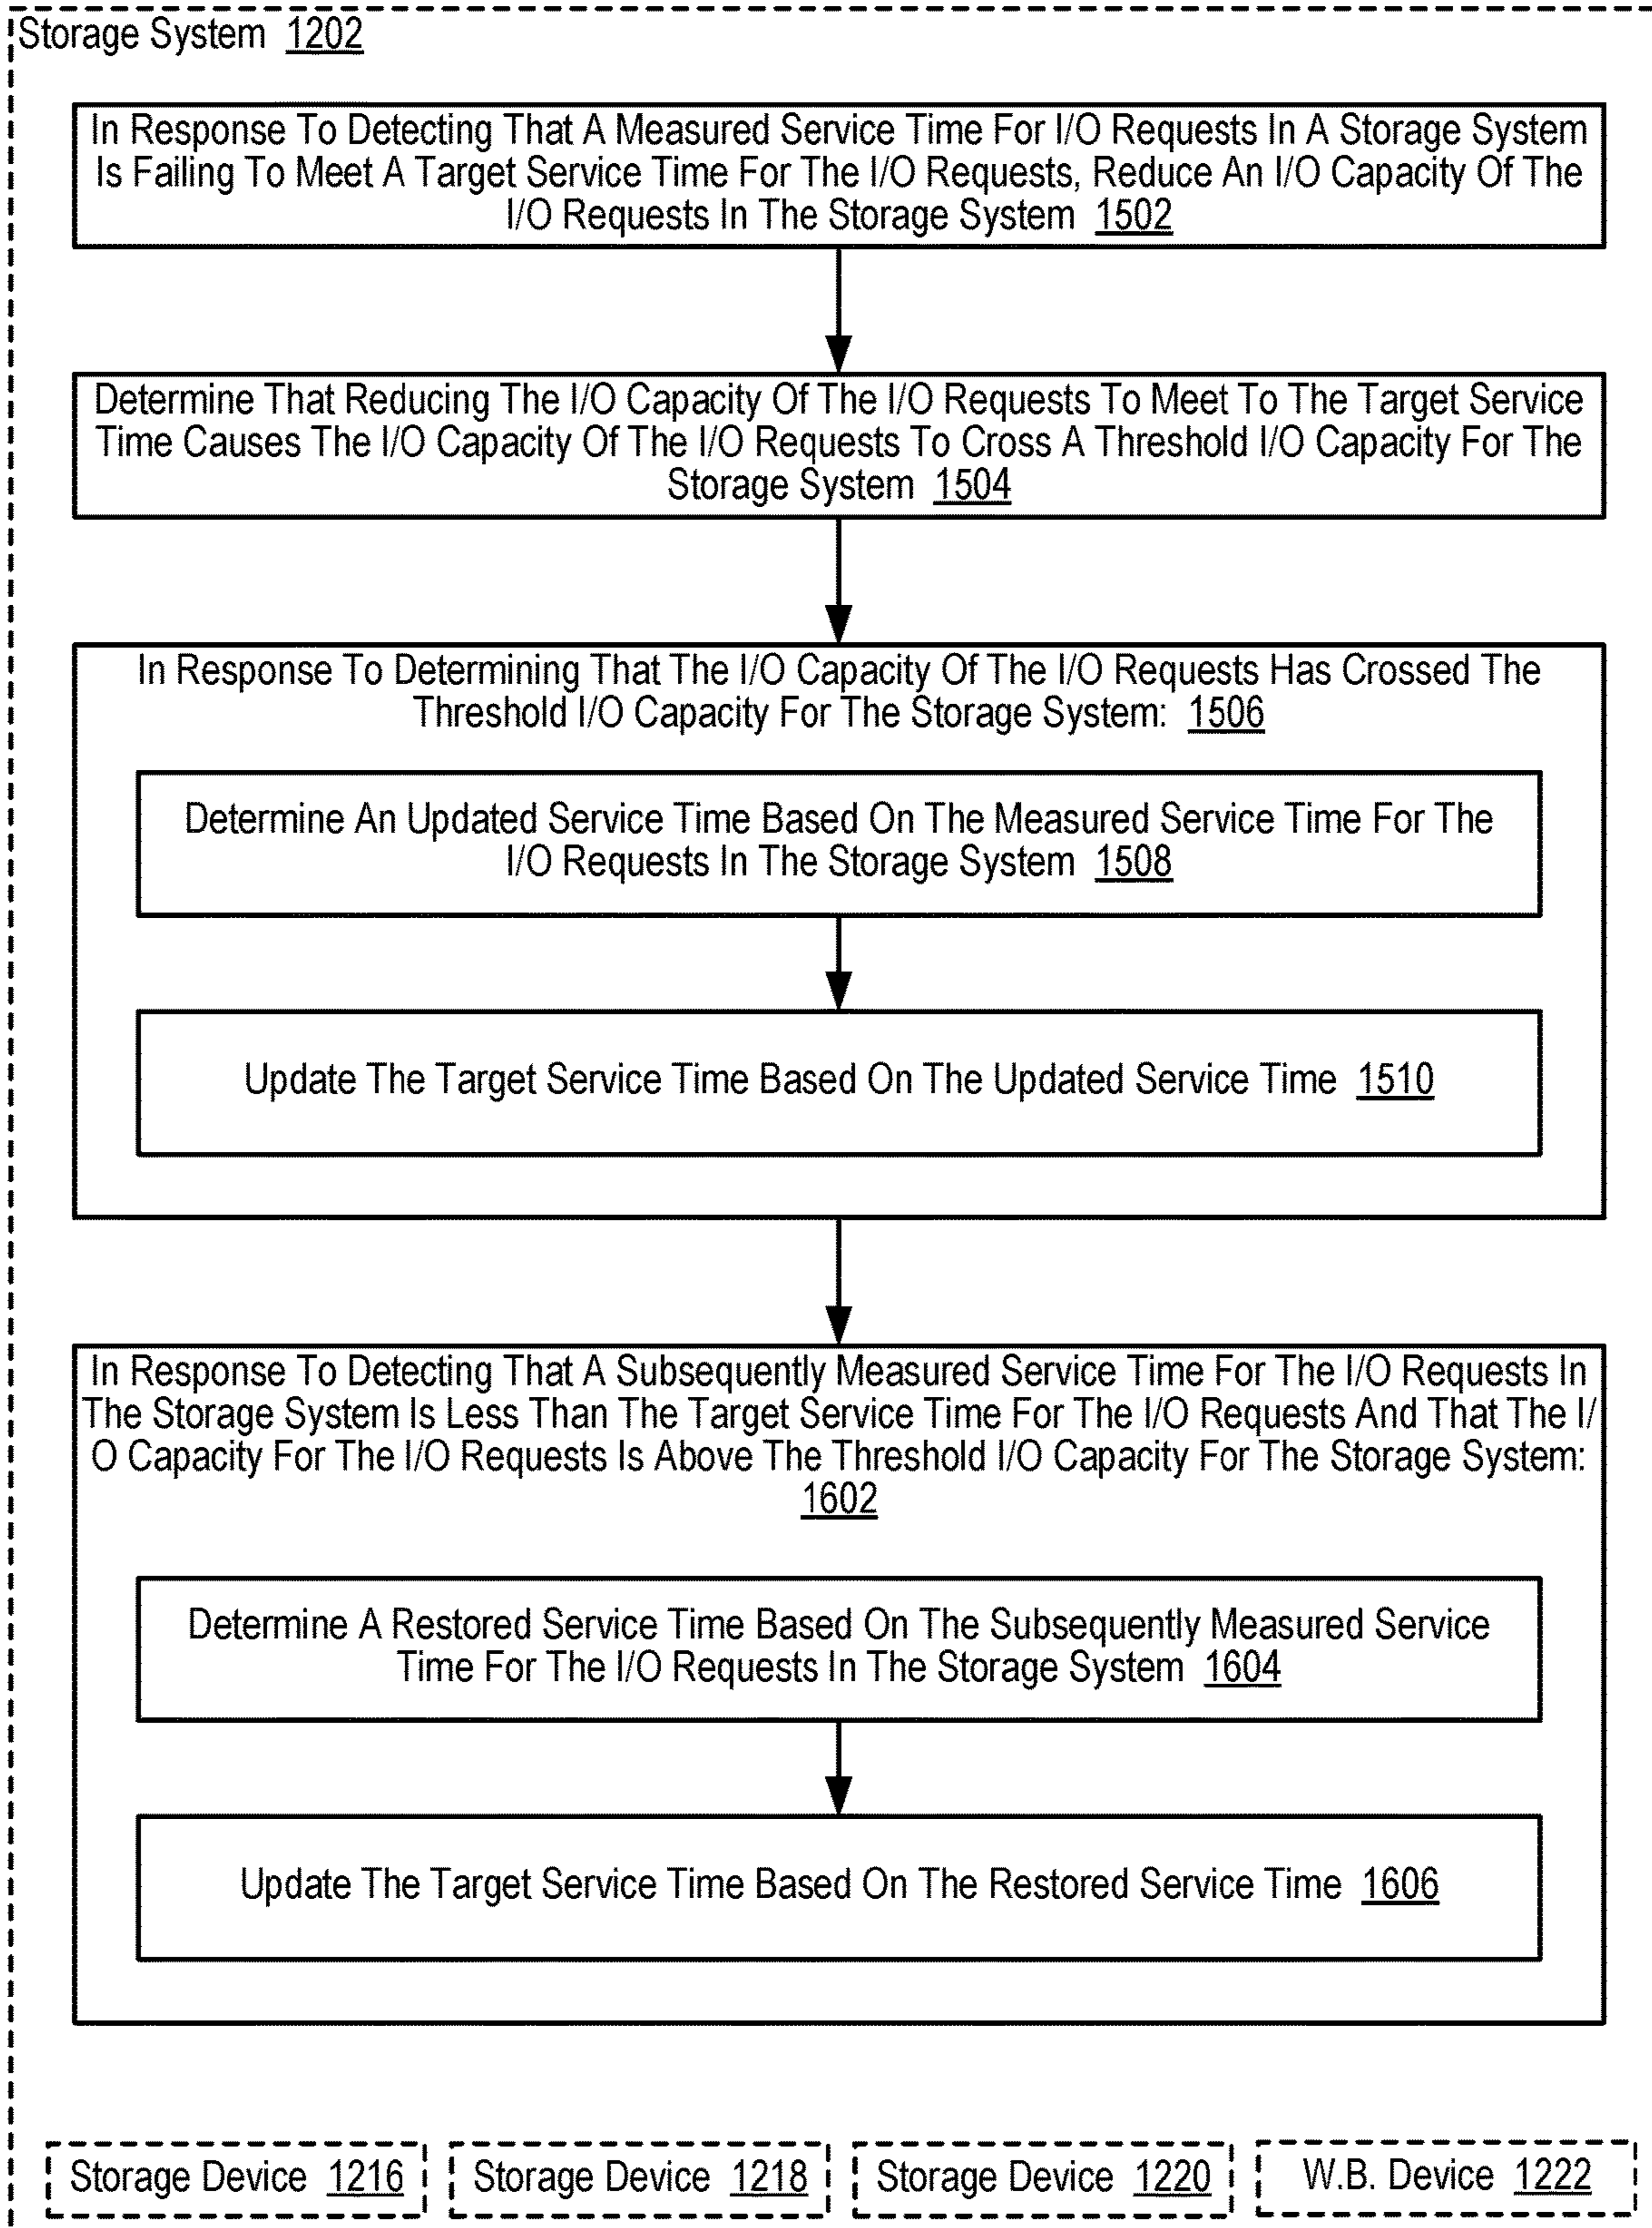 Storage System 1202
In Response To Detecting That A Measured Service Time For I/O Requests In A Storage System
Is Failing To Meet A Target Service Time For The I/O Requests, Reduce An I/O Capacity Of The
I/O Requests In The Storage System 1502
Determine That Reducing The I/O Capacity Of The I/O Requests To Meet To The Target Service
Time Causes The I/O Capacity Of The I/O Requests To Cross A Threshold I/O Capacity For The
Storage System 1504
In Response To Determining That The I/O Capacity Of The I/O Requests Has Crossed The
Threshold I/O Capacity For The Storage System: 1506
Determine An Updated Service Time Based On The Measured Service Time For The
I/O Requests In The Storage System 1508
Update The Target Service Time Based On The Updated Service Time 1510
In Response To Detecting That A Subsequently Measured Service Time For The I/O Requests In
The Storage System Is Less Than The Target Service Time For The I/O Requests And That The I/
O Capacity For The I/O Requests Is Above The Threshold I/O Capacity For The Storage System:
1602
Determine A Restored Service Time Based On The Subsequently Measured Service
Time For The I/O Requests In The Storage System 1604
Update The Target Service Time Based On The Restored Service Time 1606
Storage Device 1216
Storage Device 1218
Storage Device 1220
W.B. Device 1222